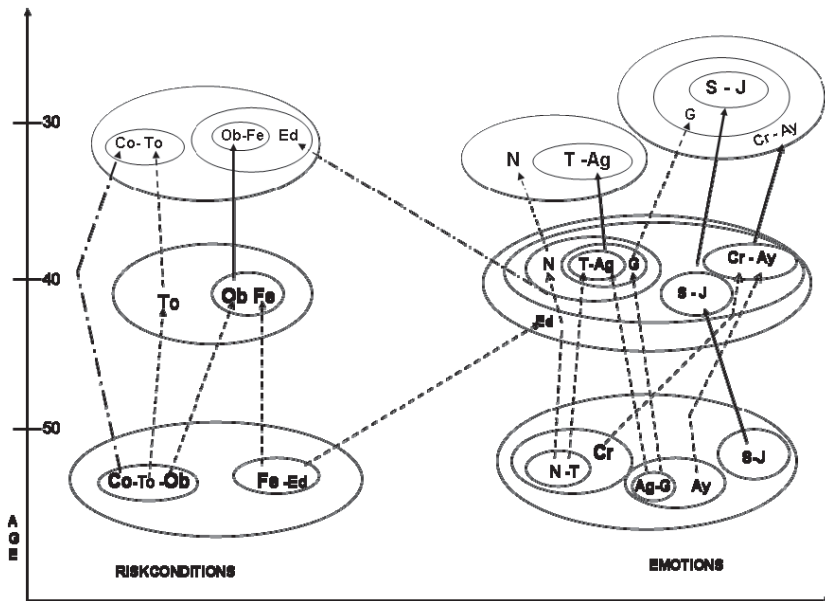 S - J
G
Cr - Ay
30
Co- To
Ob-Fe
Ed
N
T -Ag
40
To
Ob Fe
N
T-Ag
G
Cr - Ay
S - J
Ed
50
Co-To -Ob
Fe -Ed
Cr
N -T
Ag-G
Ay
S-J
AGE
RISKCONDITIONS
EMOTIONS